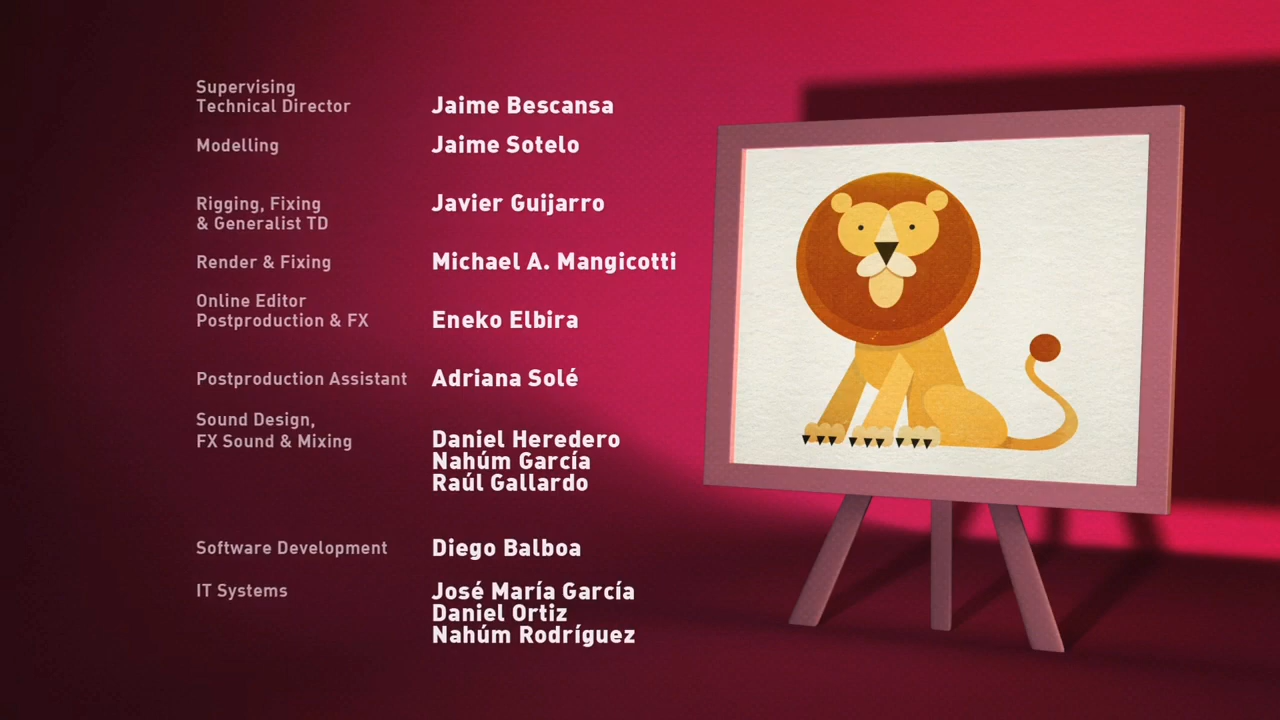 Supervising
Technical Director Jaime Bescansa
Modelling Jaime Sotelo
Rigging, Fixing Javier Guijarro
& Generalist TD
Render & Fixing Michael A. Mangicotti
Online Editor
Postproduction & FX Eneko Elbira
Postproduction Assistant Adriana Solé
Sound Design,
FX Sound & Mixing Daniel Heredero
Nahúm García
Raúl Gallardo
Software Development Diego Balboa
IT Systems José María García
Daniel Ortiz
Nahúm Rodríguez